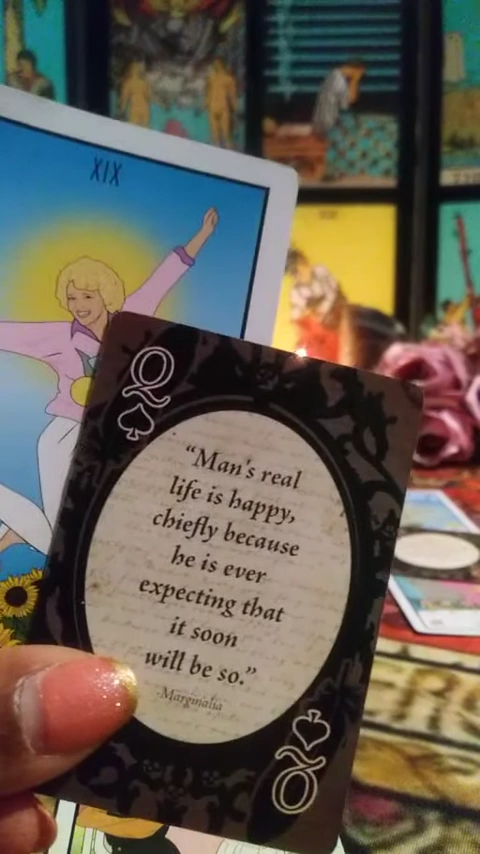 XIX
Q
“Man's real
life is happy,
chiefly because
he is ever
expecting that
it soon
will be so.”
-Marginalia
Q